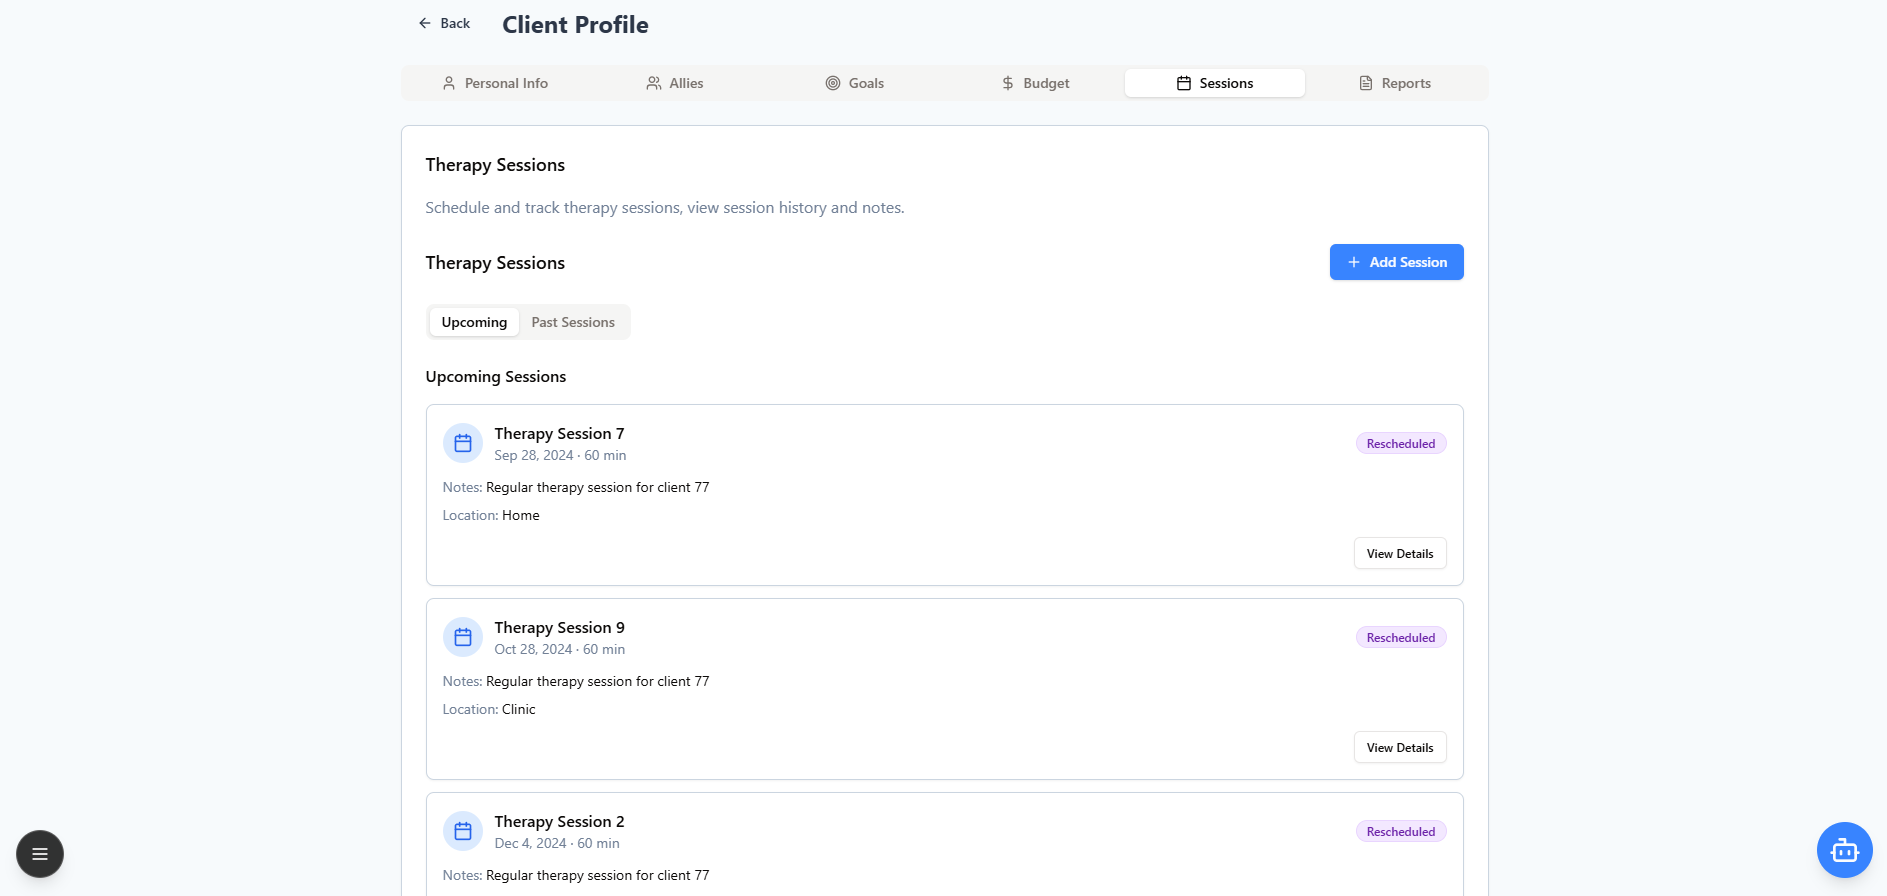 Back
Client Profile
Personal Info
Allies
Goals
Budget
Sessions
Reports
Therapy Sessions
Schedule and track therapy sessions, view session history and notes.
Therapy Sessions
Add Session
Upcoming
Past Sessions
Upcoming Sessions
Therapy Session 7
Sep 28, 2024 · 60 min
Rescheduled
Notes: Regular therapy session for client 77
Location: Home
View Details
Therapy Session 9
Oct 28, 2024 · 60 min
Rescheduled
Notes: Regular therapy session for client 77
Location: Clinic
View Details
Therapy Session 2
Dec 4, 2024 · 60 min
Rescheduled
Notes: Regular therapy session for client 77